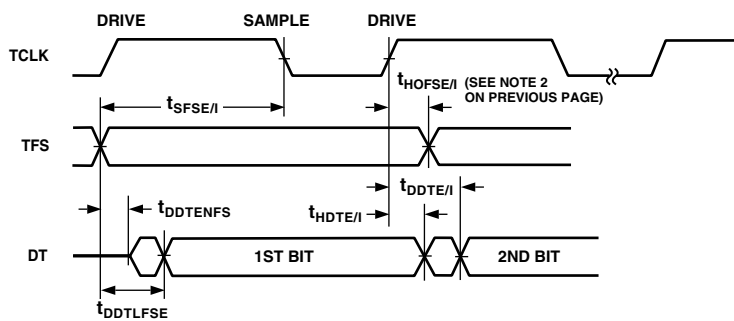 DRIVE SAMPLE DRIVE
TCLK
tHOFSE/I (SEE NOTE 2
ON PREVIOUS PAGE)
tSFSE/I
TFS
tDDTE/I
tDDTENFS
tHDTE/I
DT 1ST BIT 2ND BIT
tDDTLFSE